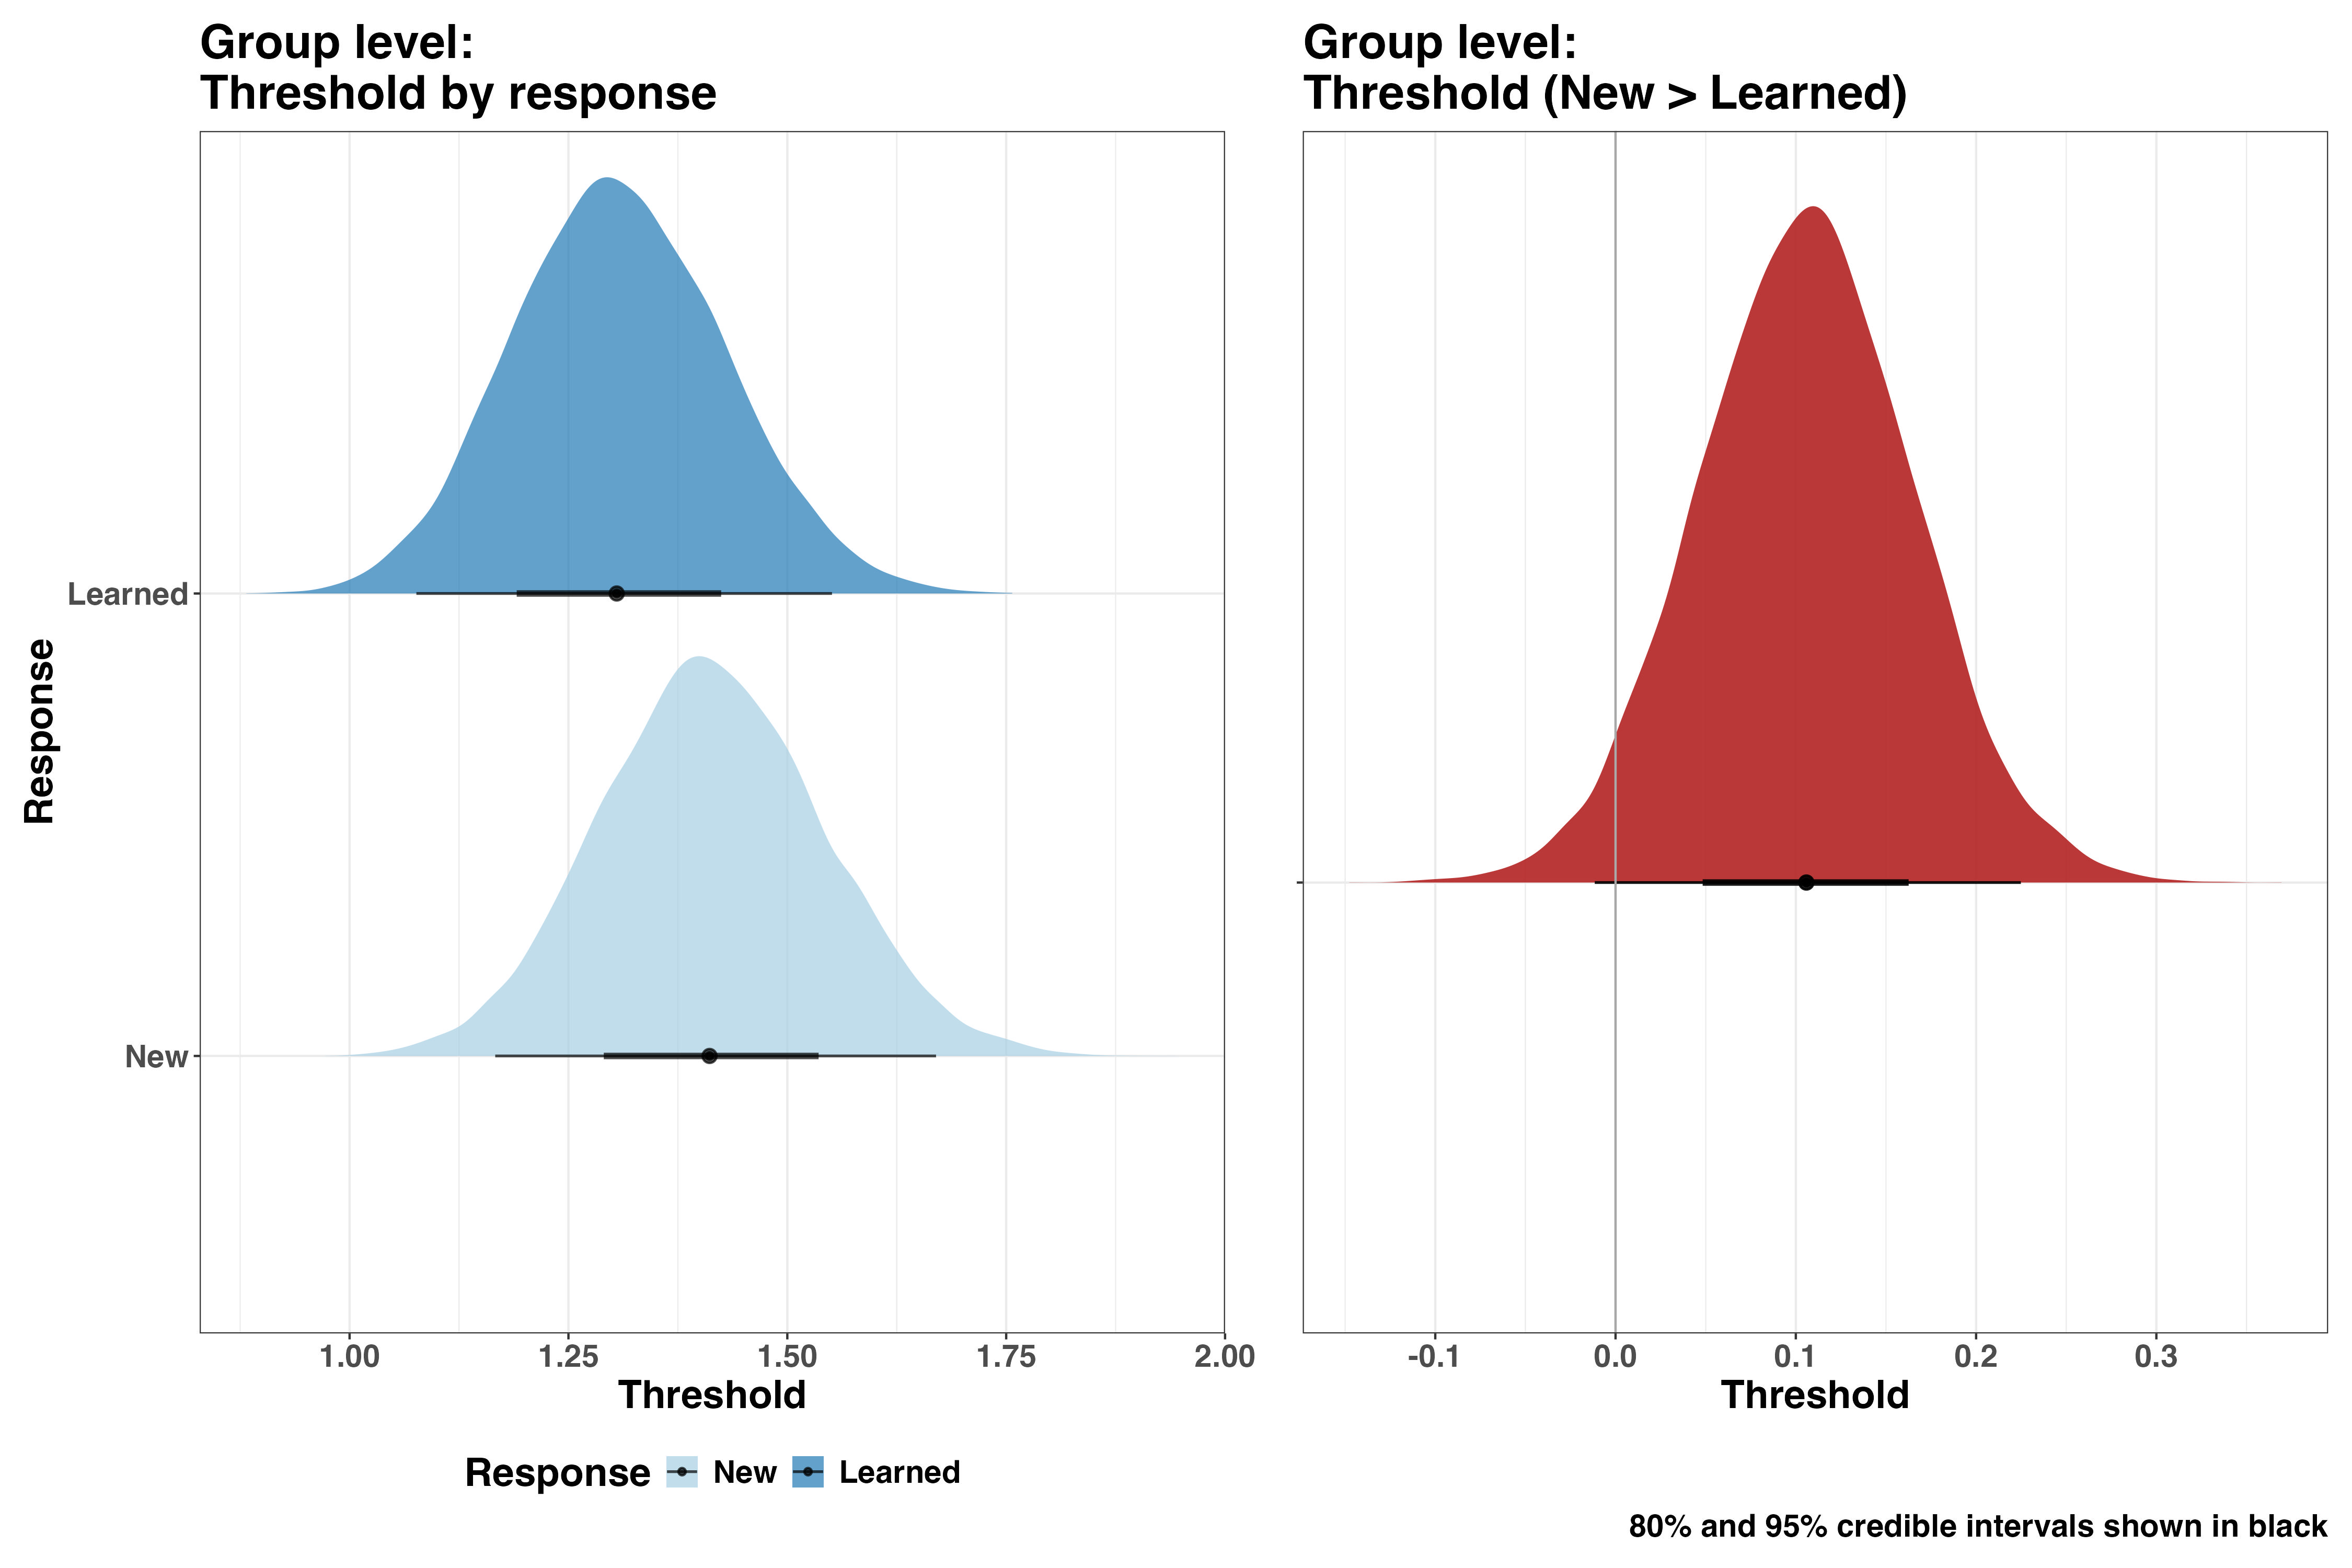 Group level:
Threshold by response
Group level:
Threshold (New > Learned)
Response
Learned
New
1.00 1.25 1.50 1.75 2.00
Threshold
-0.1 0.0 0.1 0.2 0.3
Threshold
Response New Learned
80% and 95% credible intervals shown in black